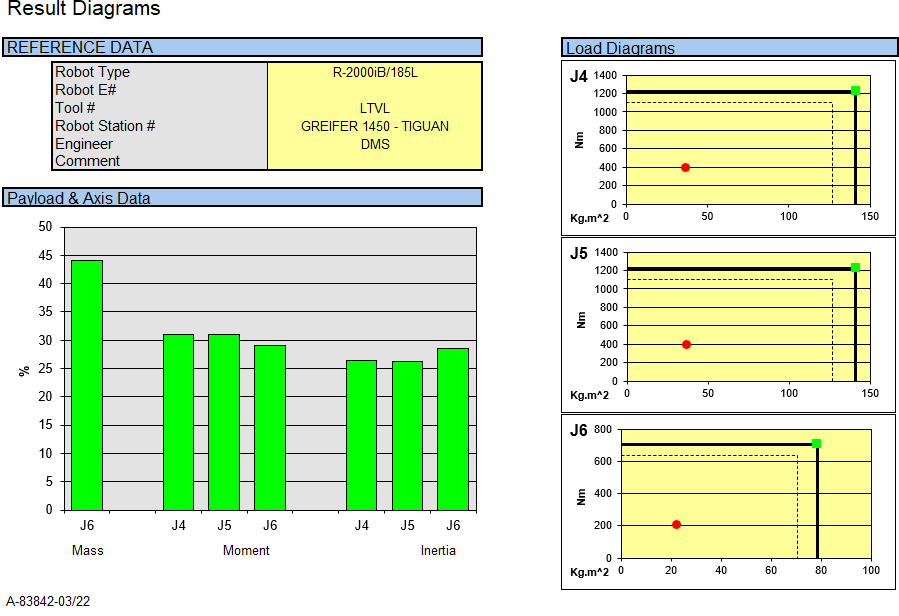 Result Diagrams
REFERENCE DATA
Robot Type R-2000iB/185L
Robot E#
Tool # LTVL
Robot Station # GREIFER 1450 - TIGUAN
Engineer DMS
Comment
Payload & Axis Data
50
45
40
35
30
25
20
15
10
5
0
%
J6 J4 J5 J6 J4 J5 J6
Mass Moment Inertia
A-83842-03/22
Load Diagrams
J4
1400
1200
1000
800
600
400
200
0
Nm
Kg.m^2 0 50 100 150
J5
1400
1200
1000
800
600
400
200
0
Nm
Kg.m^2 0 50 100 150
J6
800
600
400
200
0
Nm
Kg.m^2 0 20 40 60 80 100